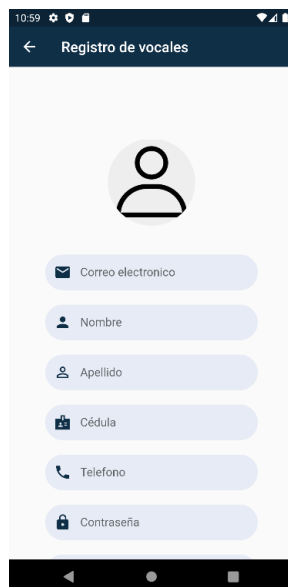 10:59
Registro de vocales
Correo electronico
Nombre
Apellido
Cédula
Telefono
Contraseña